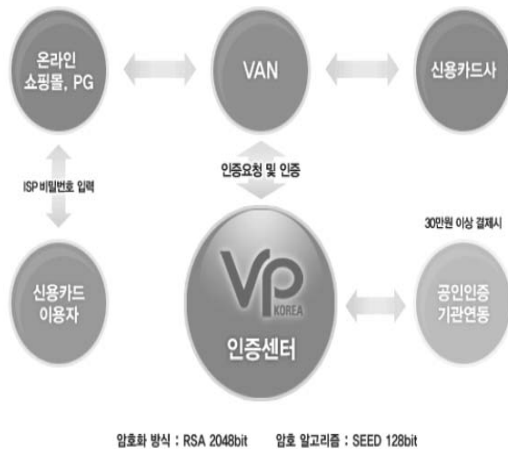 온라인
쇼핑몰, PG
VAN
신용카드사
ISP 비밀번호 입력
인증요청 및 인증
30만원 이상 결제시
신용카드
이용자
VP
KOREA
인증센터
공인인증
기관연동
암호화 방식 : RSA 2048bit 암호 알고리즘 : SEED 128bit